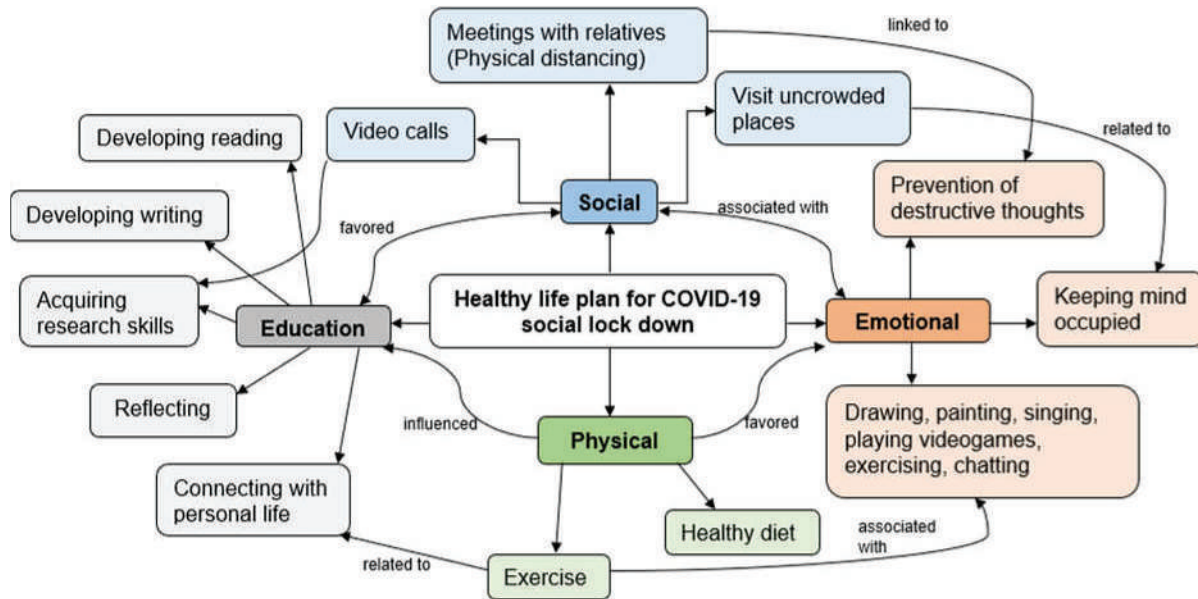 Meetings with relatives
(Physical distancing)
linked to
Visit uncrowded
places
Video calls
Developing reading
related to
Prevention of
destructive thoughts
Social
associated with
Developing writing
favored
Acquiring
research skills
Healthy life plan for COVID-19
social lock down
Keeping mind
occupied
Education
Emotional
Reflecting
influenced
Physical
favored
Drawing, painting, singing,
playing videogames,
exercising, chatting
Connecting with
personal life
Healthy diet
associated
with
related to
Exercise